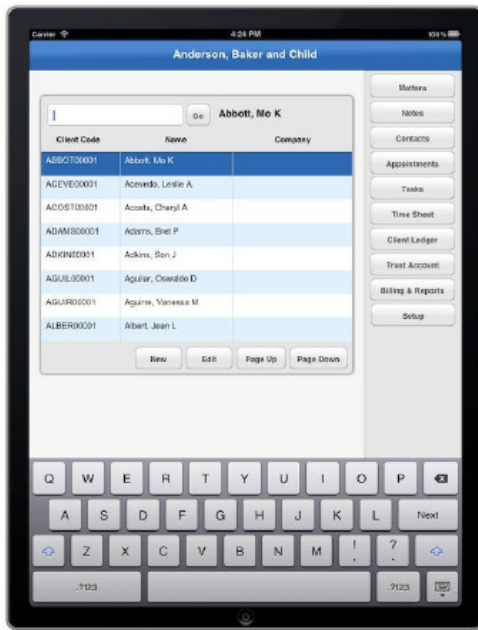 Carrier 4:26 PM 100%
Anderson, Baker and Child
Go Abbott, Mo K
Client Code Name Company
ABBOT00001 Abbott, Mo K
ACEVE00001 Acevedo, Leslie A
ACOST00001 Acosta, Cheryl A
ADAMS00001 Adams, Bret P
ADKIN00001 Adkins, Son J
AGUIL00001 Aguilar, Oswaldo D
AGUIR00001 Aguirre, Vanessa M
ALBER00001 Albert, Jean L
New Edit Page Up Page Down
Matters
Notes
Contacts
Appointments
Tasks
Time Sheet
Client Ledger
Trust Account
Billing & Reports
Setup
Q W E R T Y U I O P
A S D F G H J K L Next
Z X C V B N M ! , ? .
.?123 .?123